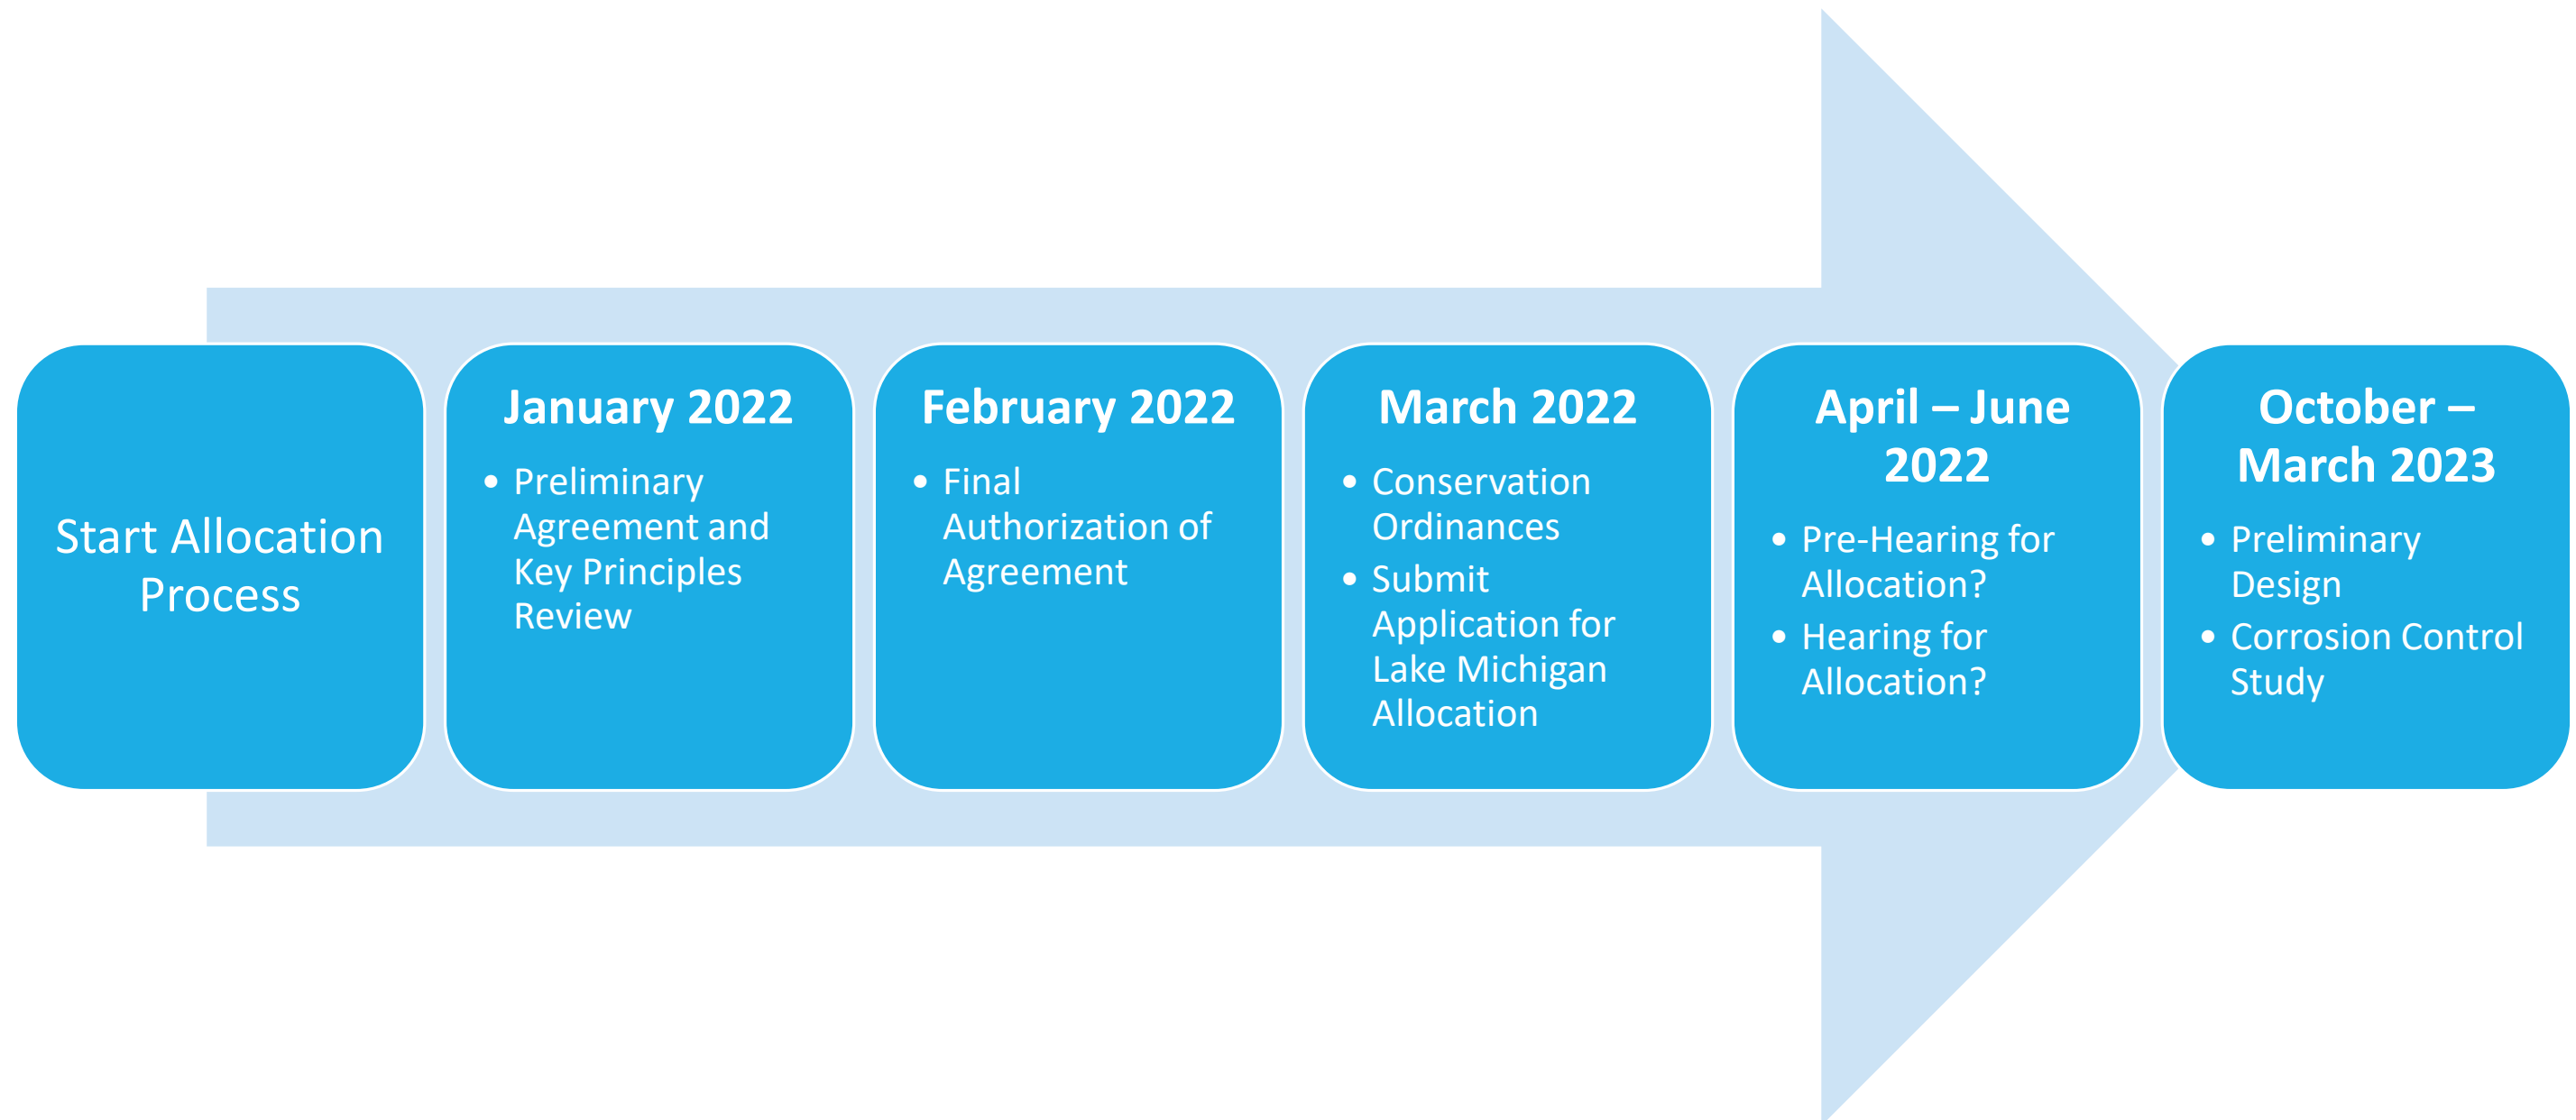 Start Allocation
Process
January 2022
• Preliminary
Agreement and
Key Principles
Review
February 2022
• Final
Authorization of
Agreement
March 2022
• Conservation
Ordinances
• Submit
Application for
Lake Michigan
Allocation
April – June
2022
• Pre-Hearing for
Allocation?
• Hearing for
Allocation?
October –
March 2023
• Preliminary
Design
• Corrosion Control
Study